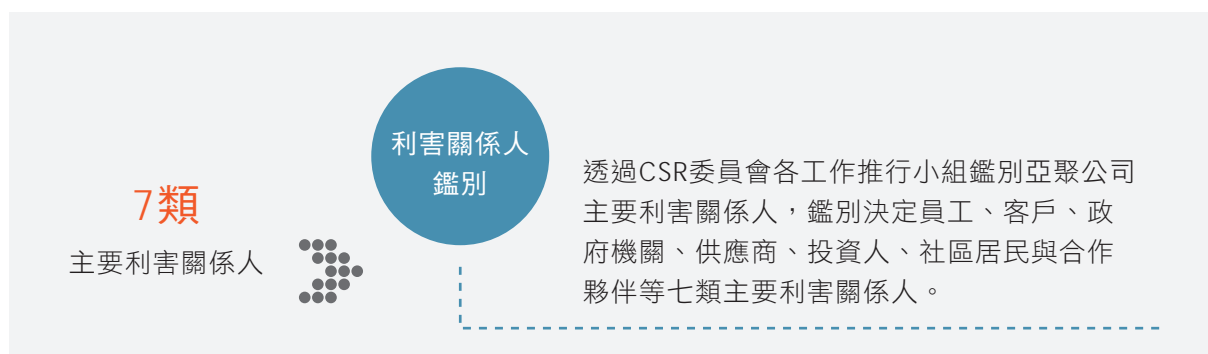 7類
主要利害關係人
利害關係人
鑑別
透過CSR委員會各工作推行小組鑑別亞聚公司
主要利害關係人，鑑別決定員工、客戶、政
府機關、供應商、投資人、社區居民與合作
夥伴等七類主要利害關係人。